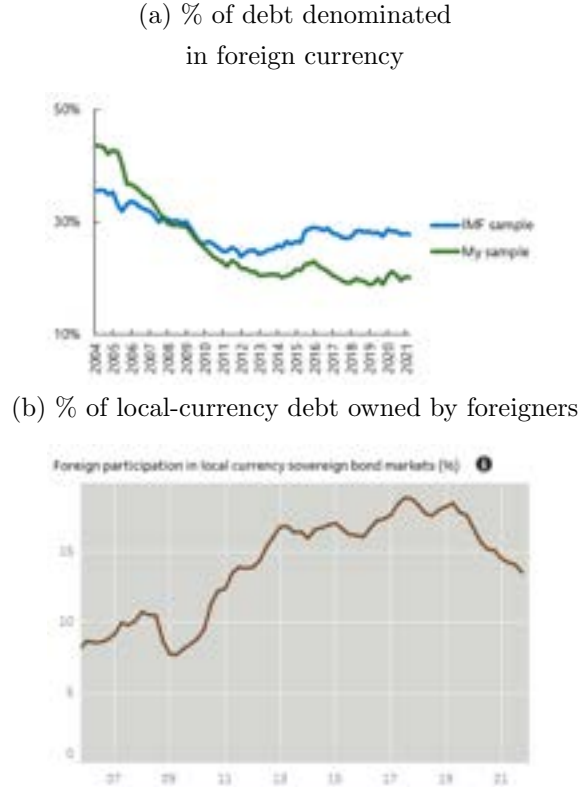 (a) % of debt denominated
in foreign currency
50%
30%
10%
IMF sample
My sample
2004 2005 2006 2007 2008 2009 2010 2011 2012 2013 2014 2015 2016 2017 2018 2019 2020 2021
(b) % of local-currency debt owned by foreigners
Foreign participation in local currency sovereign bond markets (%) i
15
10
5
0
07 09 11 13 15 17 19 21